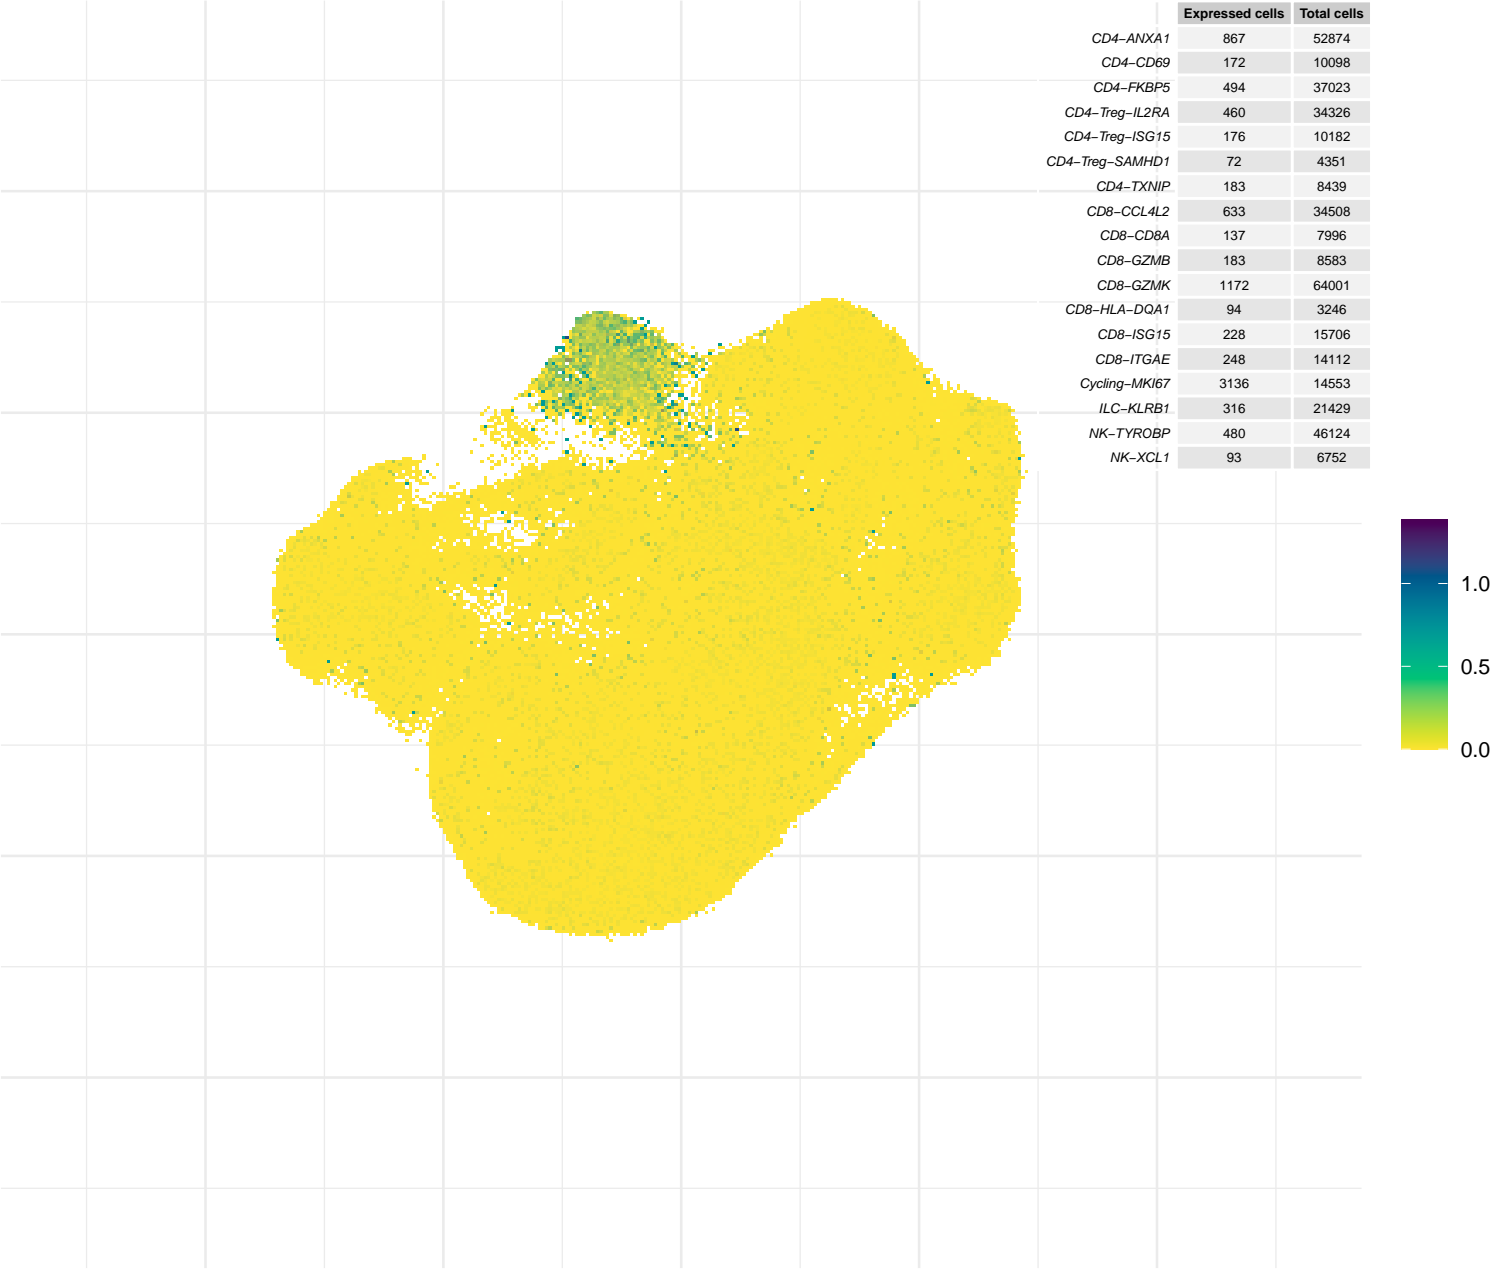 Expressed cells Total cells
CD4−ANXA1 867 52874
CD4−CD69 172 10098
CD4−FKBP5 494 37023
CD4−Treg−IL2RA 460 34326
CD4−Treg−ISG15 176 10182
CD4−Treg−SAMHD1 72 4351
CD4−TXNIP 183 8439
CD8−CCL4L2 633 34508
CD8−CD8A 137 7996
CD8−GZMB 183 8583
CD8−GZMK 1172 64001
CD8−HLA−DQA1 94 3246
CD8−ISG15 228 15706
CD8−ITGAE 248 14112
Cycling−MKI67 3136 14553
ILC−KLRB1 316 21429
NK−TYROBP 480 46124
NK−XCL1 93 6752
1.0
0.5
0.0